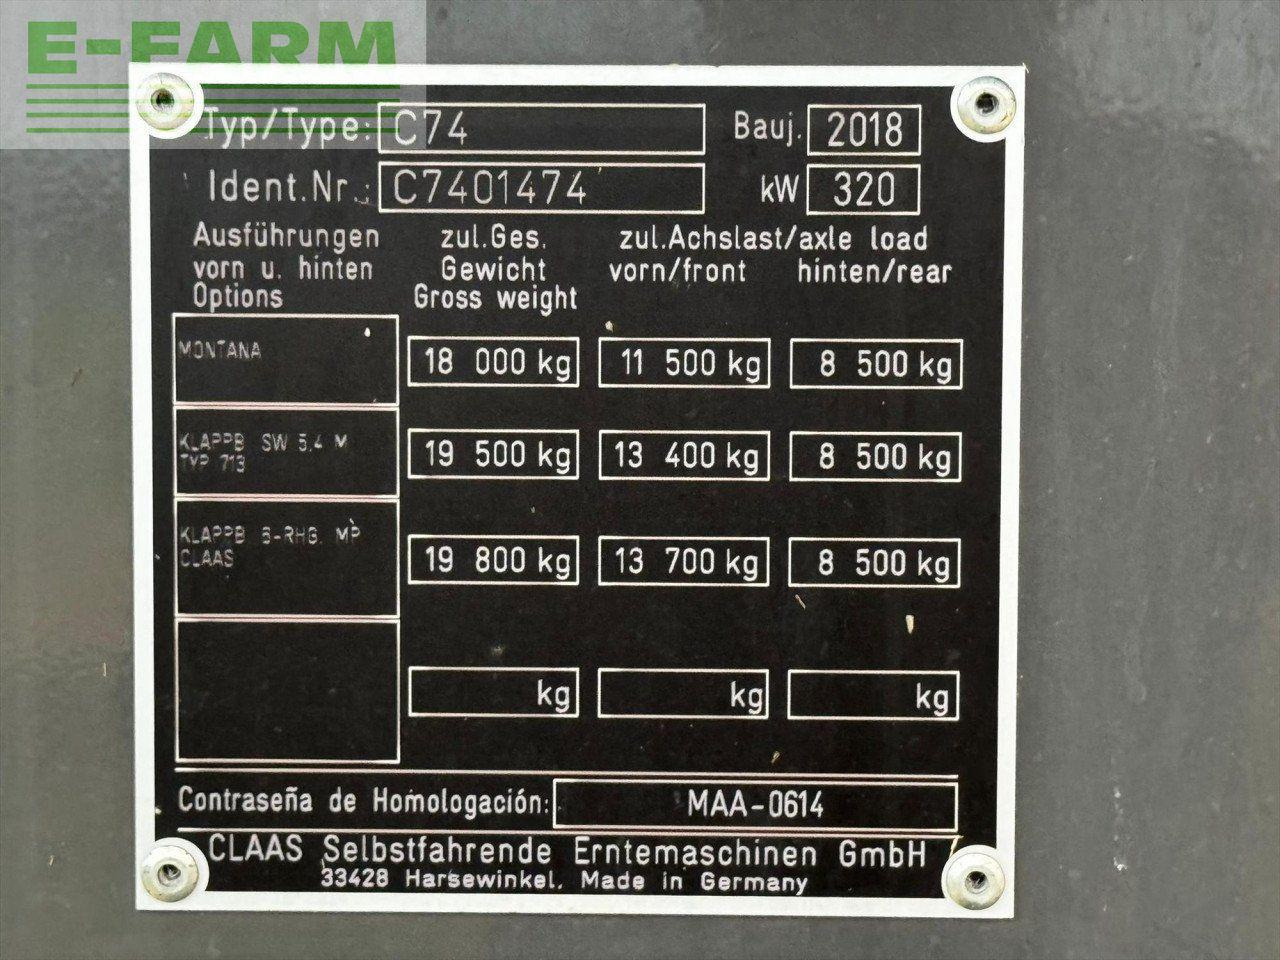 E-FARM
Typ/Type: C74 Bauj. 2018
Ident.Nr.: C7401474 kW 320
Ausführungen zul.Ges. zul.Achslast/axle load
vorn u. hinten Gewicht vorn/front hinten/rear
Options Gross weight
MONTANA 18 000 kg 11 500 kg 8 500 kg
KLAPPB SW 5.4 M
TYP 713 19 500 kg 13 400 kg 8 500 kg
KLAPPB 6-RHG. MP
CLAAS 19 800 kg 13 700 kg 8 500 kg
kg kg kg
Contraseña de Homologación: MAA-0614
CLAAS Selbstfahrende Erntemaschinen GmbH
33428 Harsewinkel. Made in Germany